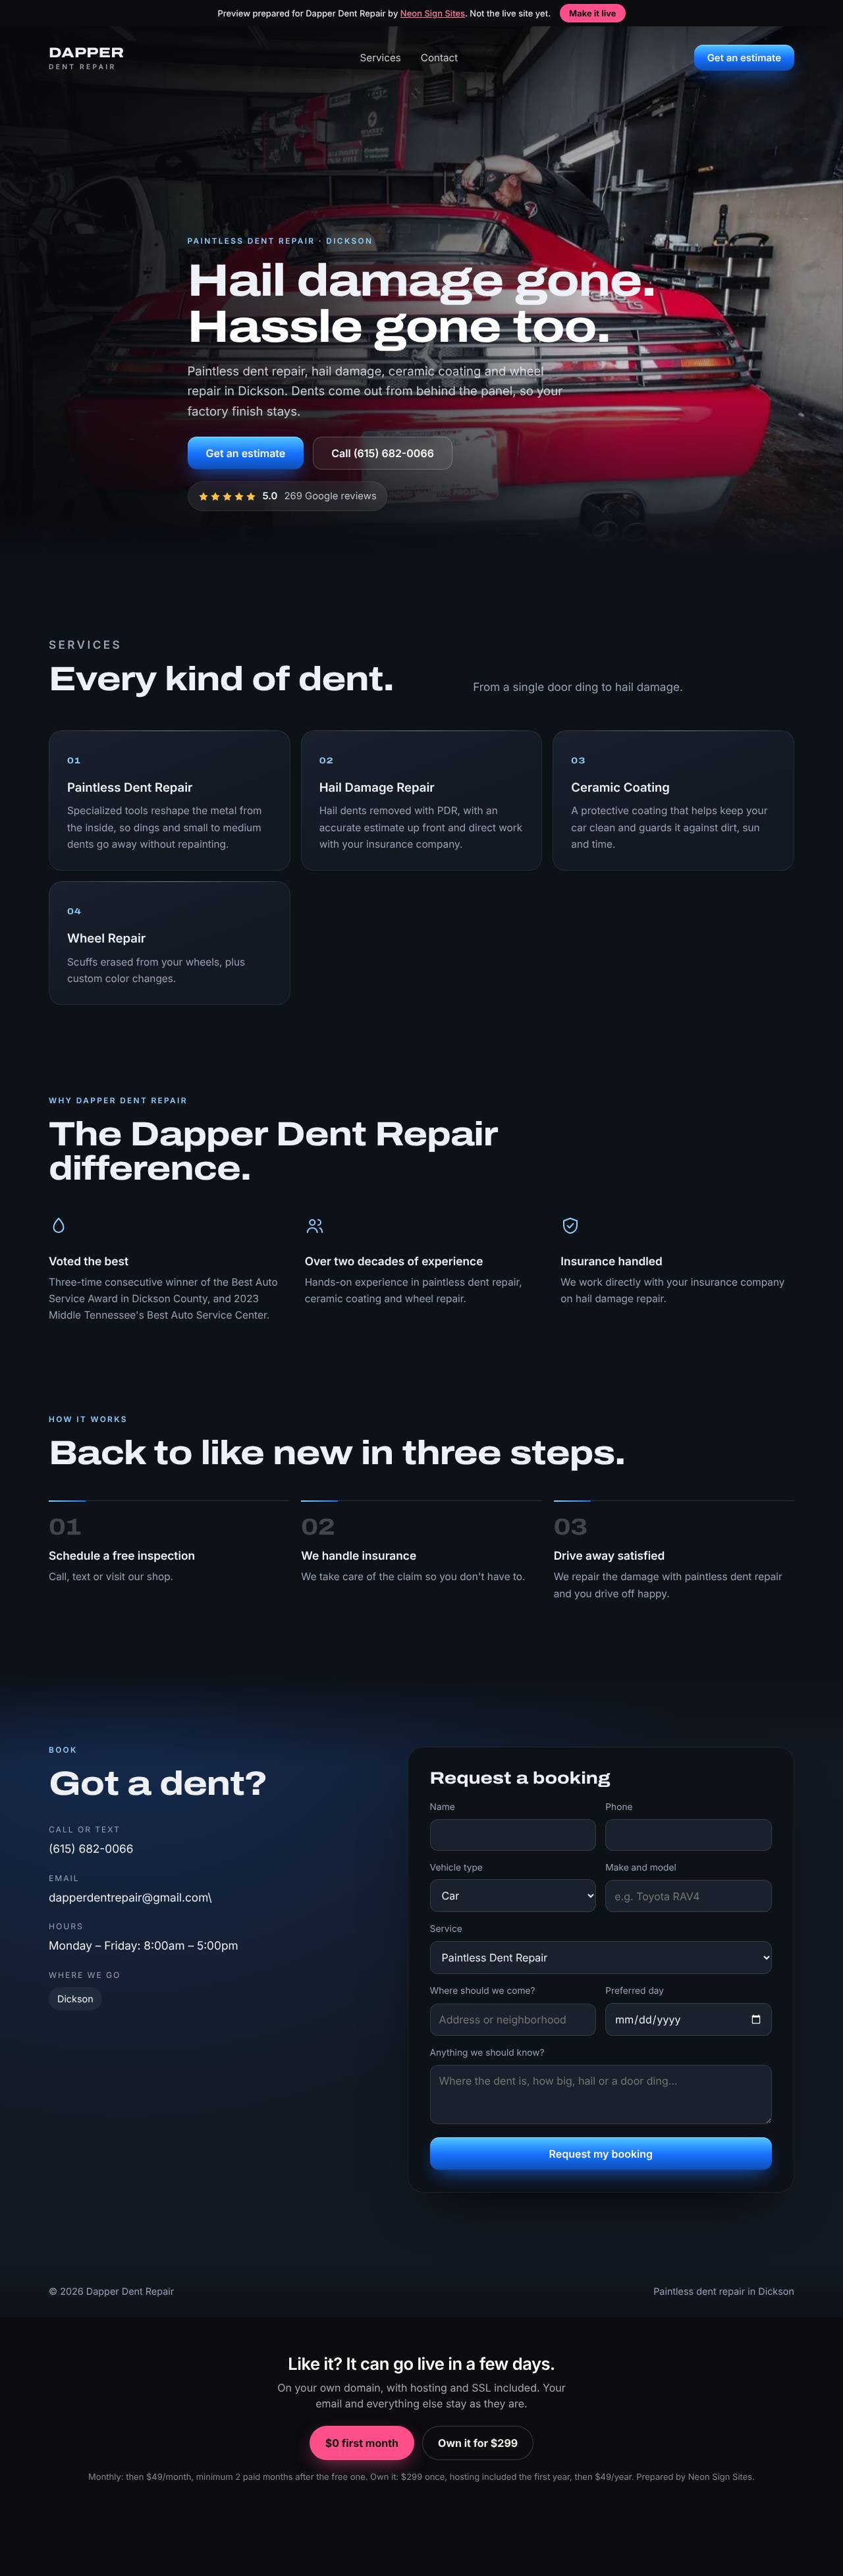 Preview prepared for Dapper Dent Repair by Neon Sign Sites. Not the live site yet. Make it live
DAPPER
DENT REPAIR
Services Contact
Get an estimate
PAINTLESS DENT REPAIR · DICKSON
Hail damage gone.
Hassle gone too.
Paintless dent repair, hail damage, ceramic coating and wheel
repair in Dickson. Dents come out from behind the panel, so your
factory finish stays.
Get an estimate Call (615) 682-0066
★★★★★ 5.0 269 Google reviews
SERVICES
Every kind of dent.
From a single door ding to hail damage.
01
Paintless Dent Repair
Specialized tools reshape the metal from
the inside, so dings and small to medium
dents go away without repainting.
02
Hail Damage Repair
Hail dents removed with PDR, with an
accurate estimate up front and direct work
with your insurance company.
03
Ceramic Coating
A protective coating that helps keep your
car clean and guards it against dirt, sun
and time.
04
Wheel Repair
Scuffs erased from your wheels, plus
custom color changes.
WHY DAPPER DENT REPAIR
The Dapper Dent Repair
difference.
Voted the best
Three-time consecutive winner of the Best Auto
Service Award in Dickson County, and 2023
Middle Tennessee's Best Auto Service Center.
Over two decades of experience
Hands-on experience in paintless dent repair,
ceramic coating and wheel repair.
Insurance handled
We work directly with your insurance company
on hail damage repair.
HOW IT WORKS
Back to like new in three steps.
01
Schedule a free inspection
Call, text or visit our shop.
02
We handle insurance
We take care of the claim so you don't have to.
03
Drive away satisfied
We repair the damage with paintless dent repair
and you drive off happy.
BOOK
Got a dent?
CALL OR TEXT
(615) 682-0066
EMAIL
dapperdentrepair@gmail.com\
HOURS
Monday – Friday: 8:00am – 5:00pm
WHERE WE GO
Dickson
Request a booking
Name Phone
Vehicle type Make and model
Car e.g. Toyota RAV4
Service
Paintless Dent Repair
Where should we come? Preferred day
Address or neighborhood mm/dd/yyyy
Anything we should know?
Where the dent is, how big, hail or a door ding...
Request my booking
© 2026 Dapper Dent Repair
Paintless dent repair in Dickson
Like it? It can go live in a few days.
On your own domain, with hosting and SSL included. Your
email and everything else stay as they are.
$0 first month Own it for $299
Monthly: then $49/month, minimum 2 paid months after the free one. Own it: $299 once, hosting included the first year, then $49/year. Prepared by Neon Sign Sites.